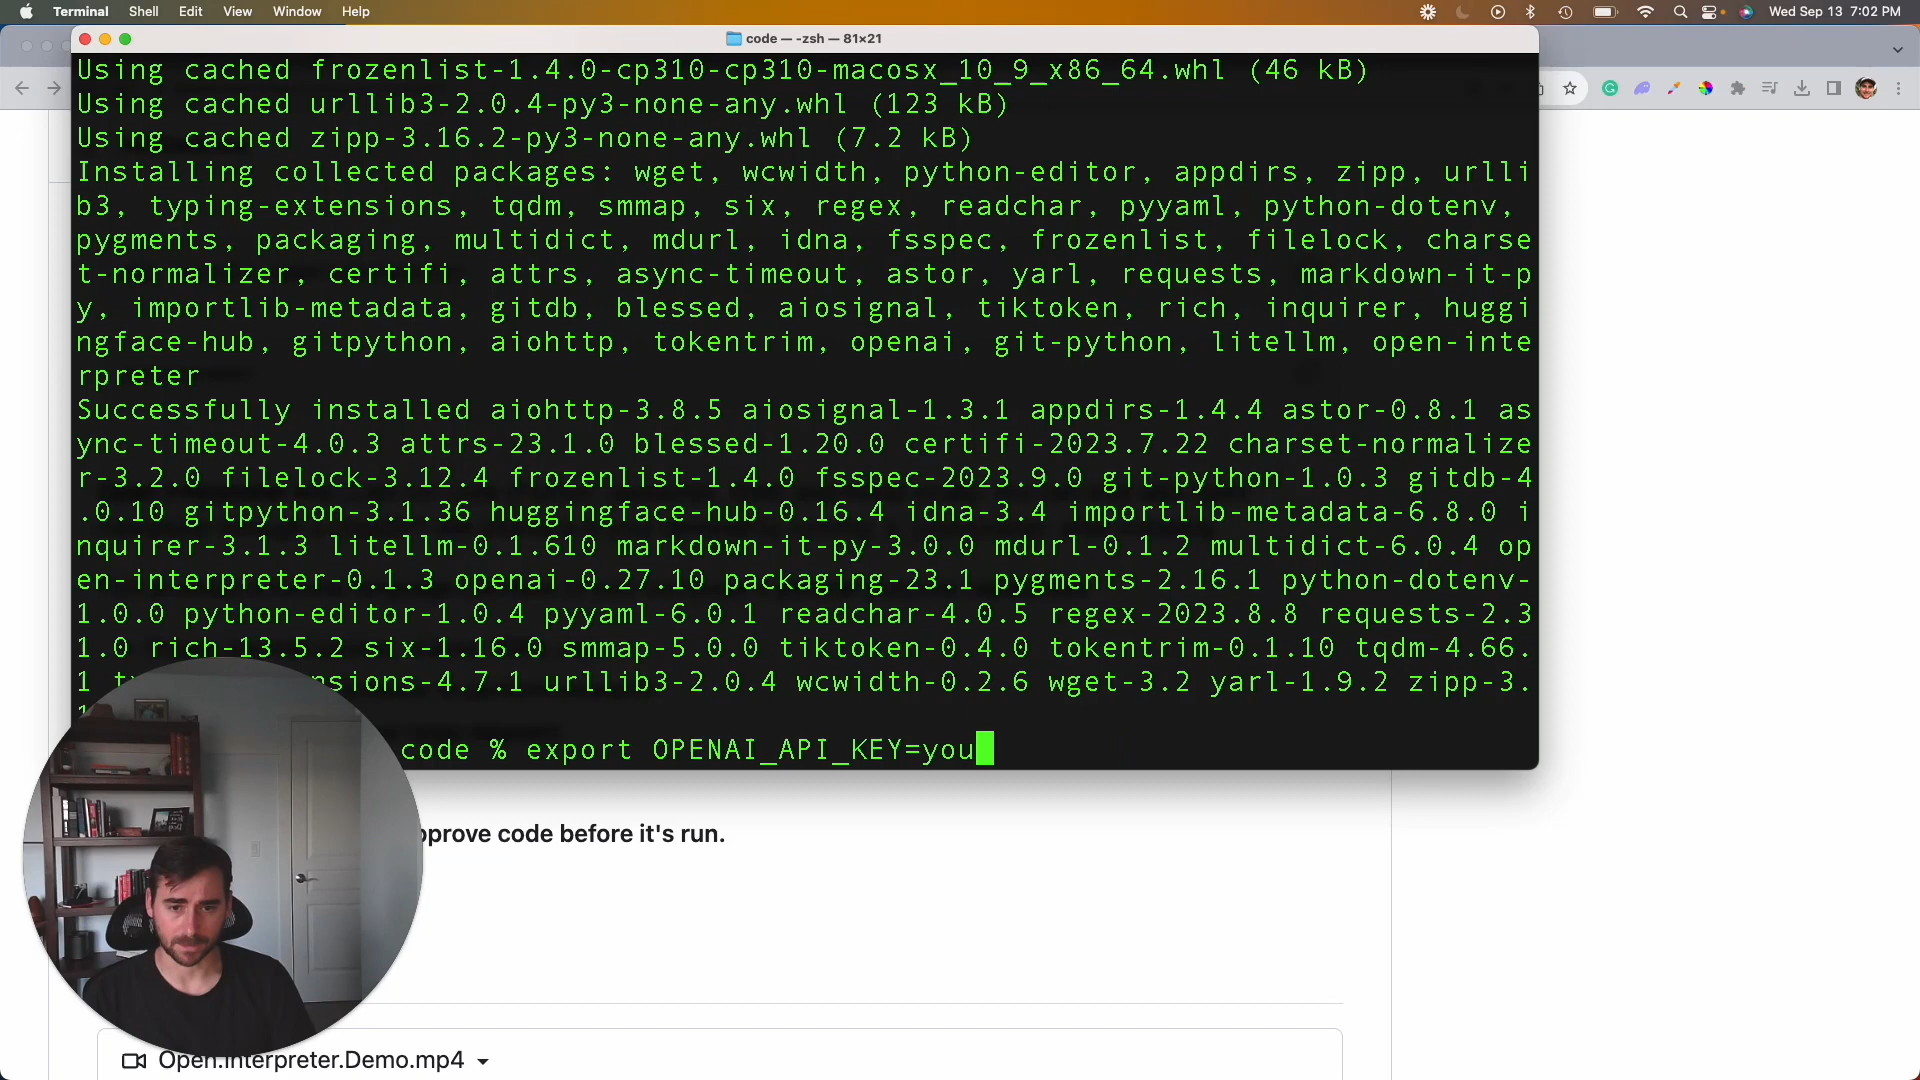 Terminal Shell Edit View Window Help
Wed Sep 13 7:02 PM
code — -zsh — 81×21
Using cached frozenlist-1.4.0-cp310-cp310-macosx_10_9_x86_64.whl (46 kB)
Using cached urllib3-2.0.4-py3-none-any.whl (123 kB)
Using cached zipp-3.16.2-py3-none-any.whl (7.2 kB)
Installing collected packages: wget, wcwidth, python-editor, appdirs, zipp, urlli
b3, typing-extensions, tqdm, smmap, six, regex, readchar, pyyaml, python-dotenv,
pygments, packaging, multidict, mdurl, idna, fsspec, frozenlist, filelock, charse
t-normalizer, certifi, attrs, async-timeout, astor, yarl, requests, markdown-it-p
y, importlib-metadata, gitdb, blessed, aiosignal, tiktoken, rich, inquirer, huggi
ngface-hub, gitpython, aiohttp, tokentrim, openai, git-python, litellm, open-inte
rpreter
Successfully installed aiohttp-3.8.5 aiosignal-1.3.1 appdirs-1.4.4 astor-0.8.1 as
ync-timeout-4.0.3 attrs-23.1.0 blessed-1.20.0 certifi-2023.7.22 charset-normalize
r-3.2.0 filelock-3.12.4 frozenlist-1.4.0 fsspec-2023.9.0 git-python-1.0.3 gitdb-4
.0.10 gitpython-3.1.36 huggingface-hub-0.16.4 idna-3.4 importlib-metadata-6.8.0 i
nquirer-3.1.3 litellm-0.1.610 markdown-it-py-3.0.0 mdurl-0.1.2 multidict-6.0.4 op
en-interpreter-0.1.3 openai-0.27.10 packaging-23.1 pygments-2.16.1 python-dotenv-
1.0.0 python-editor-1.0.4 pyyaml-6.0.1 readchar-4.0.5 regex-2023.8.8 requests-2.3
1.0 rich-13.5.2 six-1.16.0 smmap-5.0.0 tiktoken-0.4.0 tokentrim-0.1.10 tqdm-4.66.
1 nsions-4.7.1 urllib3-2.0.4 wcwidth-0.2.6 wget-3.2 yarl-1.9.2 zipp-3.
code % export OPENAI_API_KEY=you
pprove code before it's run.
Open.Interpreter.Demo.mp4